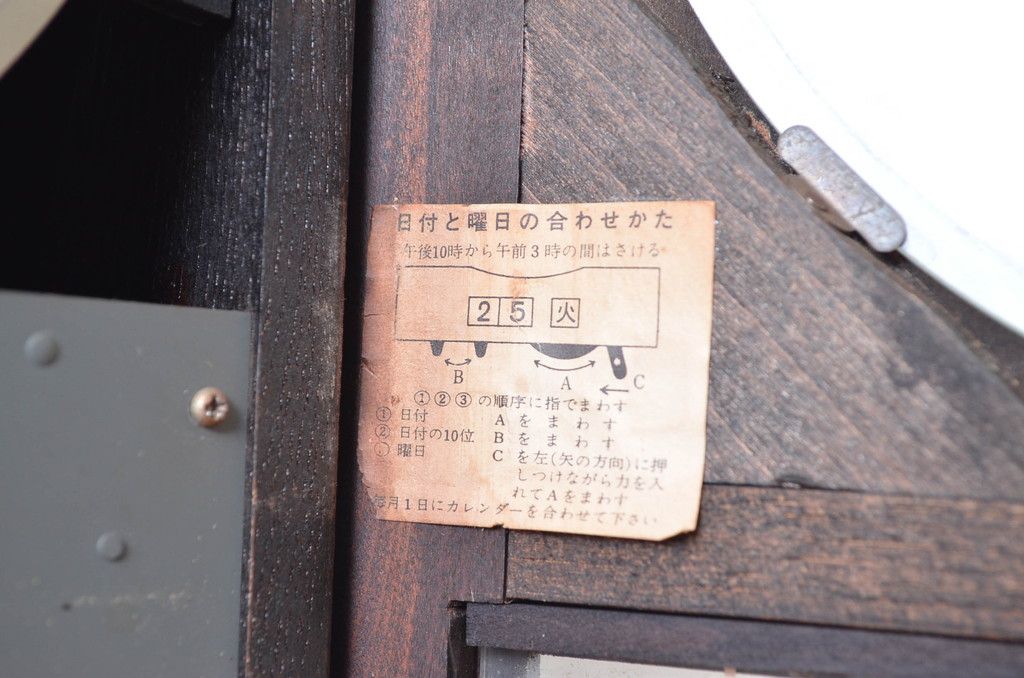 日付と曜日の合わせかた
午後10時から午前3時の間はさける
25 火
B A C
①②③の順序に指でまわす
① 日付 Aをまわす
② 日付の10位 Bをまわす
曜日 Cを左(矢の方向)に押
しつけながら力を入
れてAをまわす
毎月1日にカレンダーを合わせて下さい